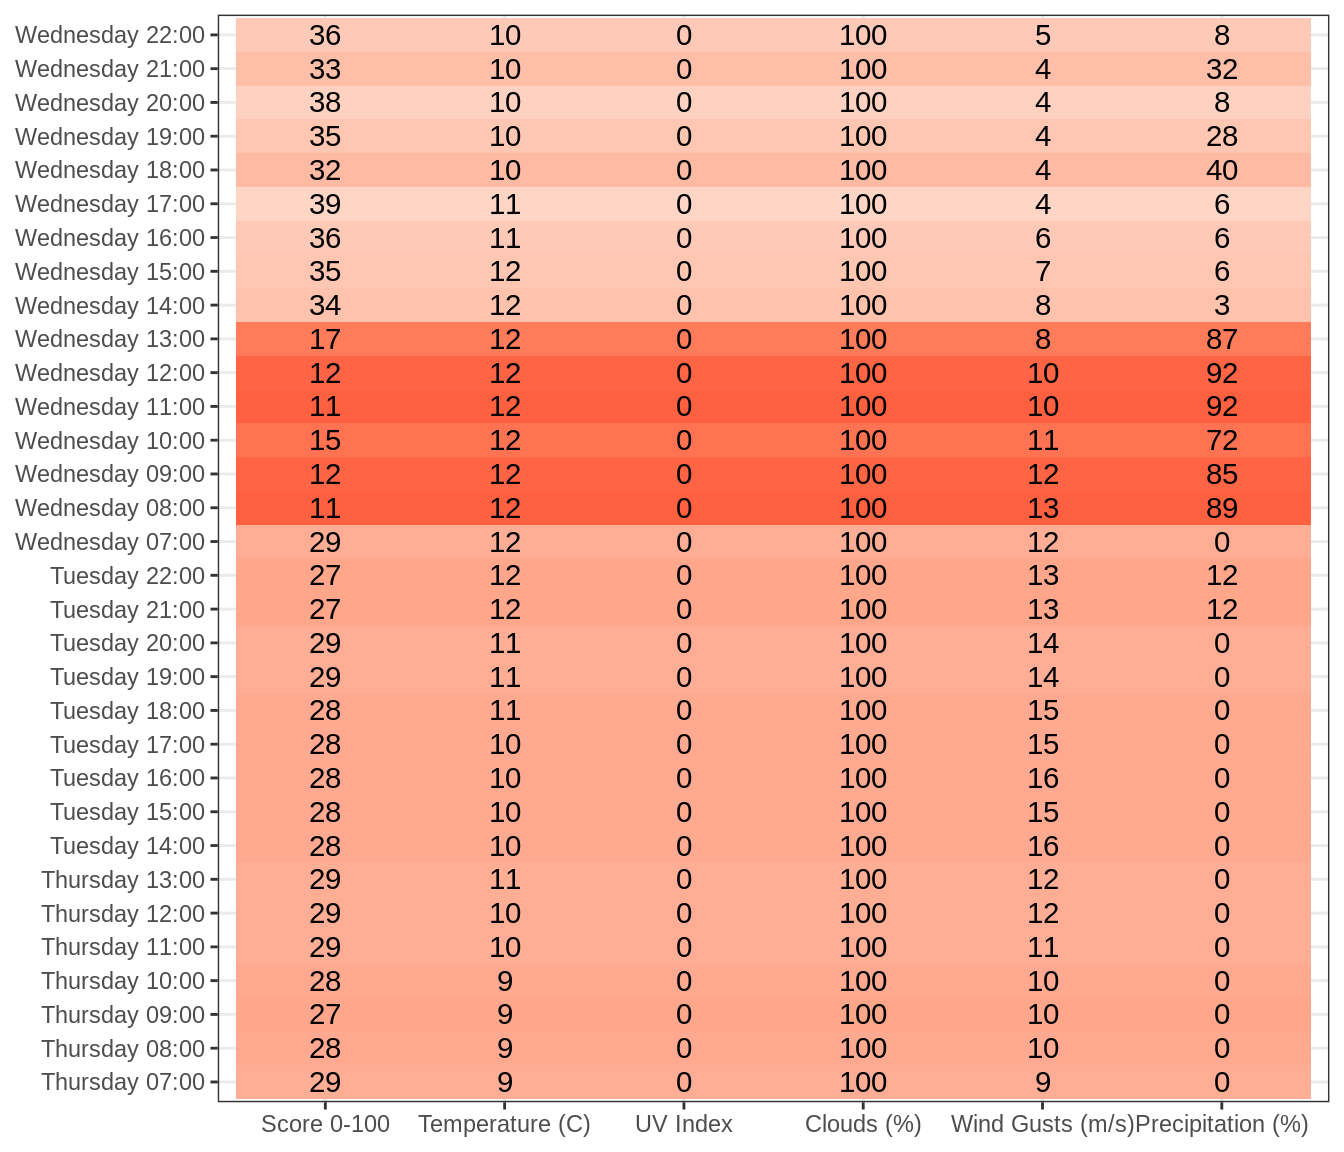 Wednesday 22:00 36 10 0 100 5 8
Wednesday 21:00 33 10 0 100 4 32
Wednesday 20:00 38 10 0 100 4 8
Wednesday 19:00 35 10 0 100 4 28
Wednesday 18:00 32 10 0 100 4 40
Wednesday 17:00 39 11 0 100 4 6
Wednesday 16:00 36 11 0 100 6 6
Wednesday 15:00 35 12 0 100 7 6
Wednesday 14:00 34 12 0 100 8 3
Wednesday 13:00 17 12 0 100 8 87
Wednesday 12:00 12 12 0 100 10 92
Wednesday 11:00 11 12 0 100 10 92
Wednesday 10:00 15 12 0 100 11 72
Wednesday 09:00 12 12 0 100 12 85
Wednesday 08:00 11 12 0 100 13 89
Wednesday 07:00 29 12 0 100 12 0
Tuesday 22:00 27 12 0 100 13 12
Tuesday 21:00 27 12 0 100 13 12
Tuesday 20:00 29 11 0 100 14 0
Tuesday 19:00 29 11 0 100 14 0
Tuesday 18:00 28 11 0 100 15 0
Tuesday 17:00 28 10 0 100 15 0
Tuesday 16:00 28 10 0 100 16 0
Tuesday 15:00 28 10 0 100 15 0
Tuesday 14:00 28 10 0 100 16 0
Thursday 13:00 29 11 0 100 12 0
Thursday 12:00 29 10 0 100 12 0
Thursday 11:00 29 10 0 100 11 0
Thursday 10:00 28 9 0 100 10 0
Thursday 09:00 27 9 0 100 10 0
Thursday 08:00 28 9 0 100 10 0
Thursday 07:00 29 9 0 100 9 0
Score 0-100 Temperature (C) UV Index Clouds (%) Wind Gusts (m/s) Precipitation (%)